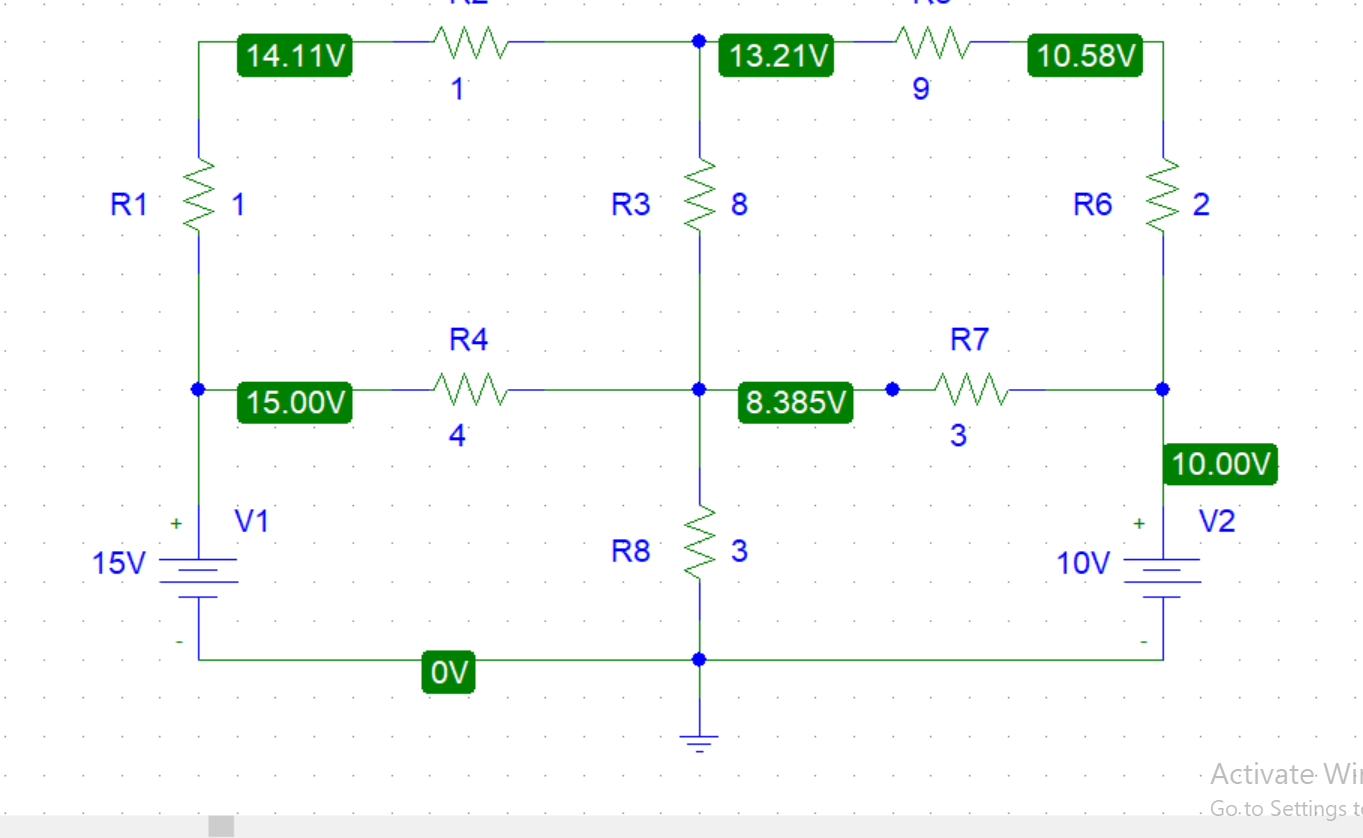 14.11V
13.21V
10.58V
1
9
R1
1
R3
8
R6
2
R4
R7
15.00V
8.385V
4
3
10.00V
+
V1
+
V2
15V
R8
3
10V
-
-
0V
Activate
Go to Settings